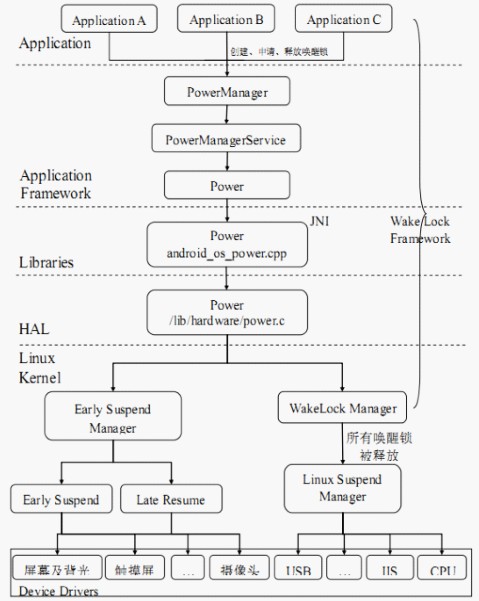 Application A
Application B
Application C
Application
创建、申请、释放唤醒锁
PowerManager
PowerManagerService
Application
Framework
Power
JNI
Wake Lock
Framework
Power
android_os_power.cpp
Libraries
Power
/lib/hardware/power.c
HAL
Linux
Kernel
Early Suspend
Manager
WakeLock Manager
所有唤醒锁
被释放
Early Suspend
Late Resume
Linux Suspend
Manager
屏幕及背光
触摸屏
...
摄像头
USB
...
IIS
CPU
Device Drivers